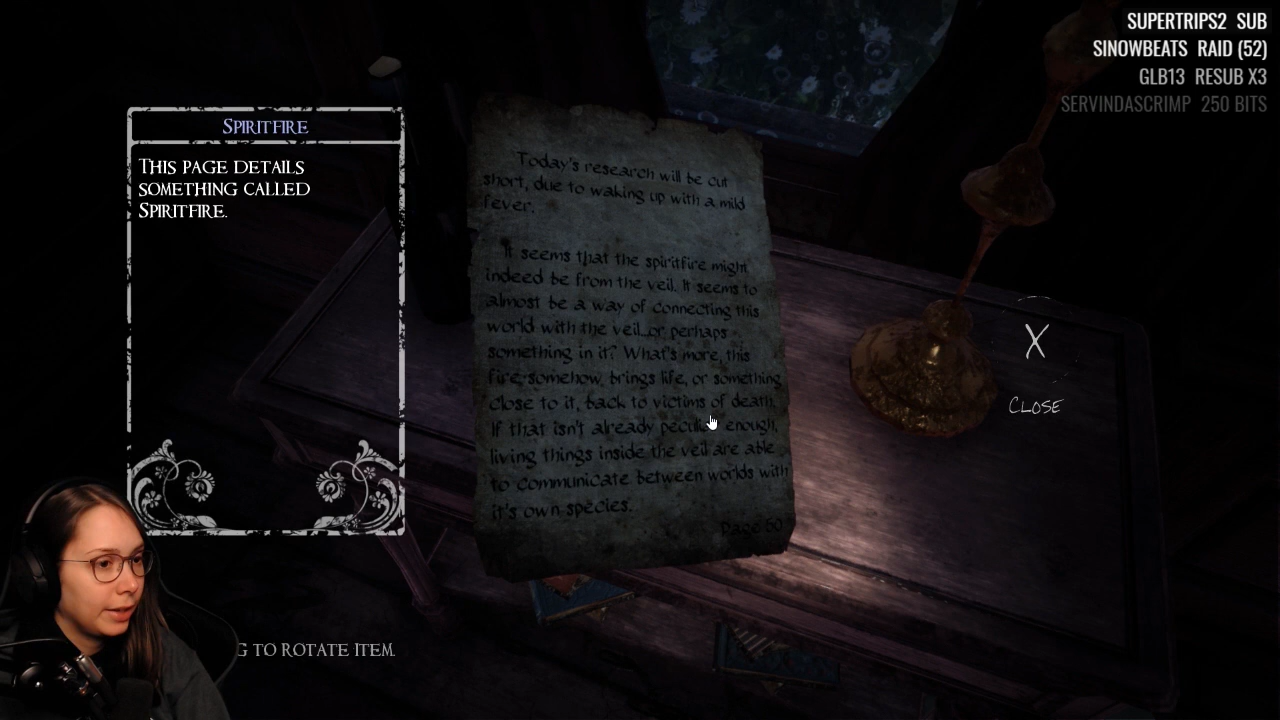 SUPERTRIPS2 SUB
SINOWBEATS RAID (52)
GLB13 RESUB X3
SERVINDASCRIMP 250 BITS
SPIRITFIRE
THIS PAGE DETAILS
SOMETHING CALLED
SPIRITFIRE.
Today's research will be cut
short, due to waking up with a mild
fever.
It seems that the spiritfire might
indeed be from the veil. It seems to
almost be a way of connecting this
world with the veil...or perhaps
something in it? What's more, this
fire somehow brings life, or something
close to it, back to victims of death.
If that isn't already enough,
living things inside the veil are able
to communicate between worlds with
it's own species.
Page 60
X
CLOSE
G TO ROTATE ITEM.